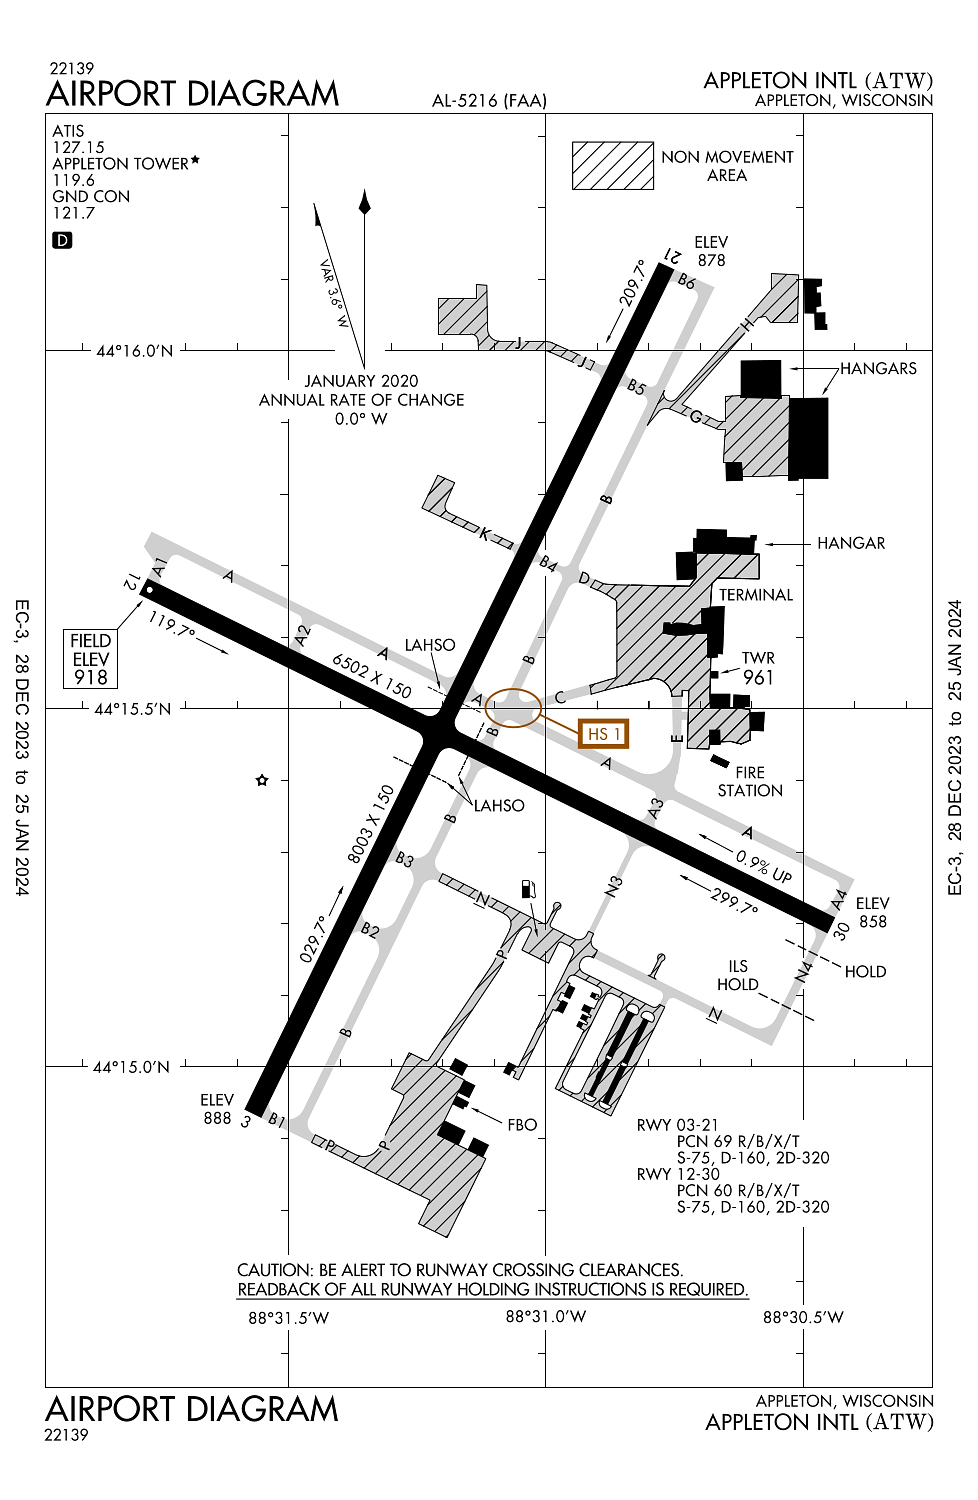 22139
AIRPORT DIAGRAM
AL-5216 (FAA)
APPLETON INTL (ATW)
APPLETON, WISCONSIN
ATIS
127.15
APPLETON TOWER★
119.6
GND CON
121.7
D
NON MOVEMENT
AREA
VAR 3.6° W
JANUARY 2020
ANNUAL RATE OF CHANGE
0.0° W
21
ELEV
878
209.7°
B6
H
J
J
B5
G
44°16.0'N
HANGARS
B
K
B4
D
HANGAR
TERMINAL
A1
12
A
119.7°
A2
A
6502 X 150
LAHSO
FIELD
ELEV
918
B
TWR
961
A
C
44°15.5'N
B
HS 1
E
A
FIRE
STATION
LAHSO
8003 X 150
B
A3
A
0.9% UP
299.7°
B3
N
N3
A4
30
ELEV
858
029.7°
B2
P
ILS
HOLD
N4
HOLD
N
B
44°15.0'N
ELEV
888
3
B1
P
P
FBO
RWY 03-21
PCN 69 R/B/X/T
S-75, D-160, 2D-320
RWY 12-30
PCN 60 R/B/X/T
S-75, D-160, 2D-320
CAUTION: BE ALERT TO RUNWAY CROSSING CLEARANCES.
READBACK OF ALL RUNWAY HOLDING INSTRUCTIONS IS REQUIRED.
88°31.5'W
88°31.0'W
88°30.5'W
EC-3, 28 DEC 2023 to 25 JAN 2024
EC-3, 28 DEC 2023 to 25 JAN 2024
AIRPORT DIAGRAM
22139
APPLETON, WISCONSIN
APPLETON INTL (ATW)